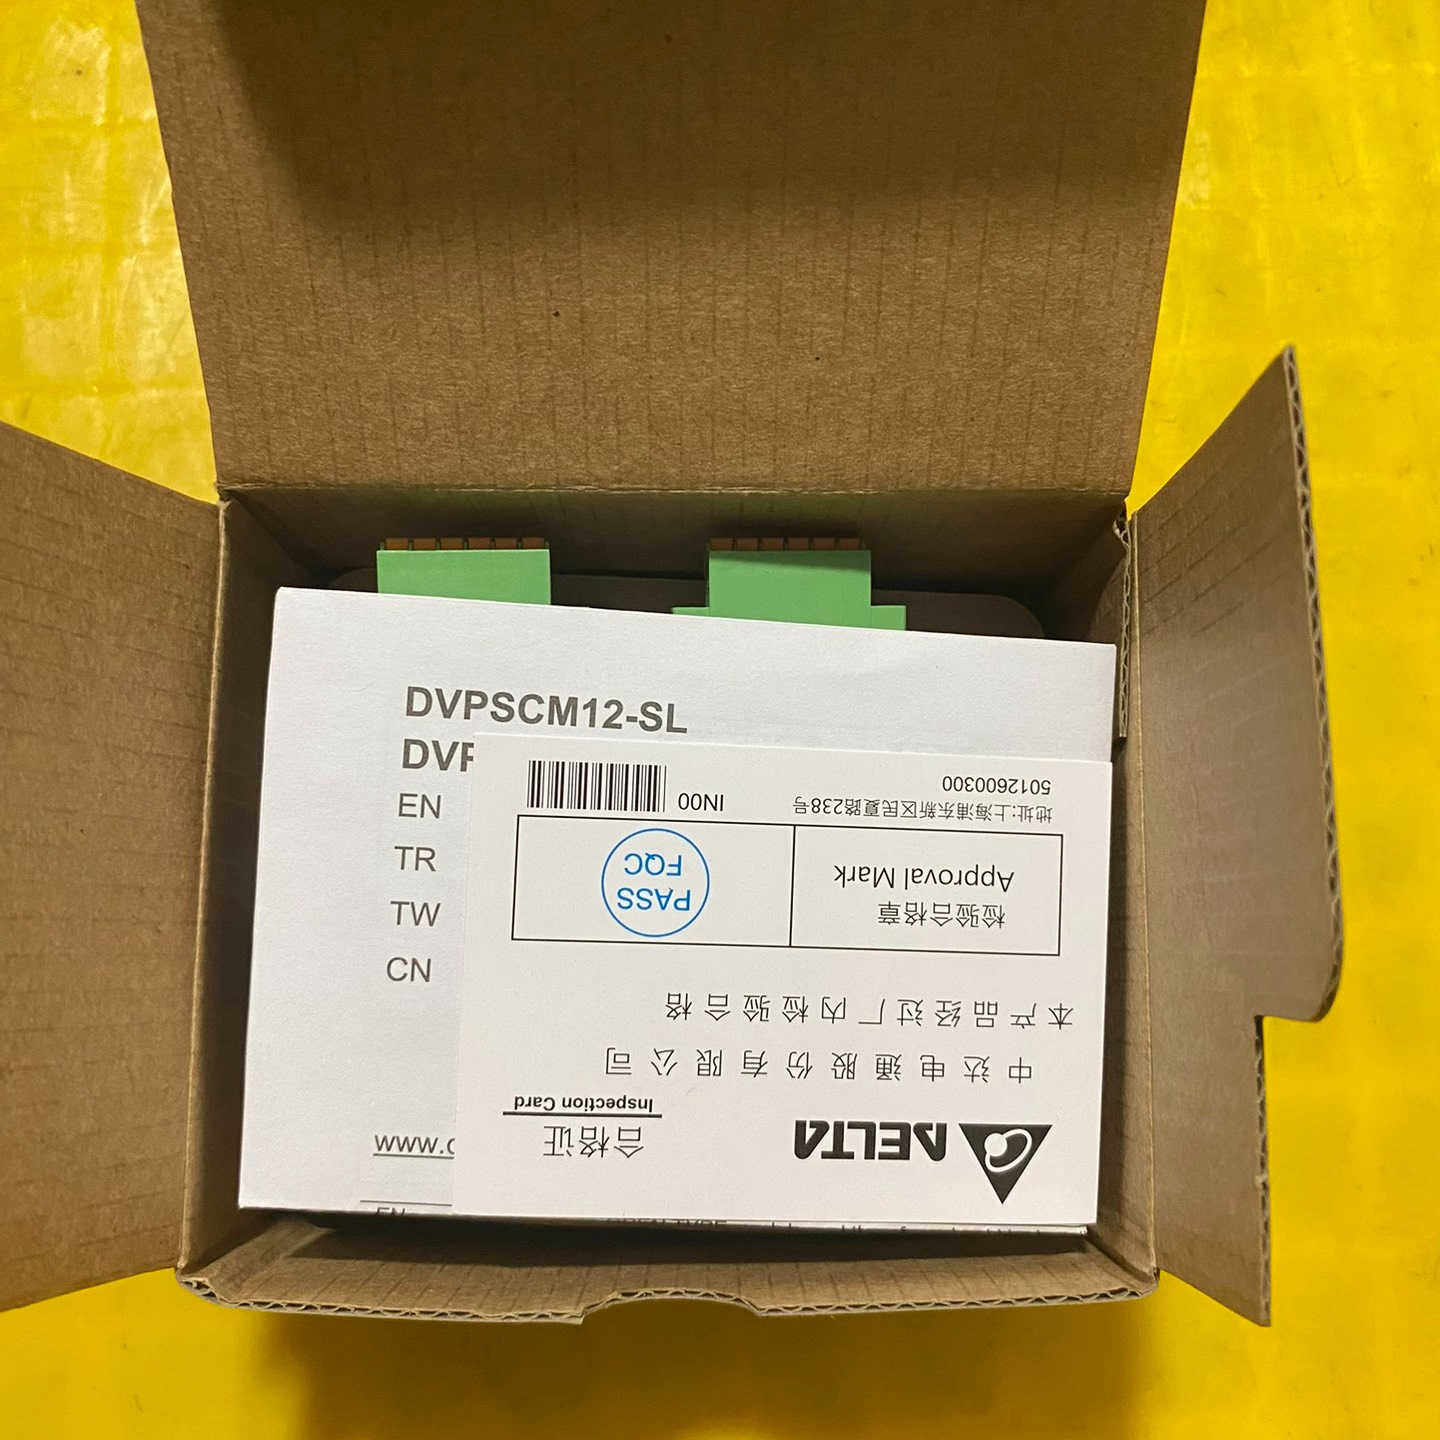 DVPSCM12-SL
DVP
EN
TR
TW
CN
www.
EN
DELTA
合格证
Inspection Card
中达电通股份有限公司
本产品经过厂内检验合格
检验合格章
Approval Mark
PASS
FQC
地址:上海浦东新区民夏路238号
5012600300
IN00